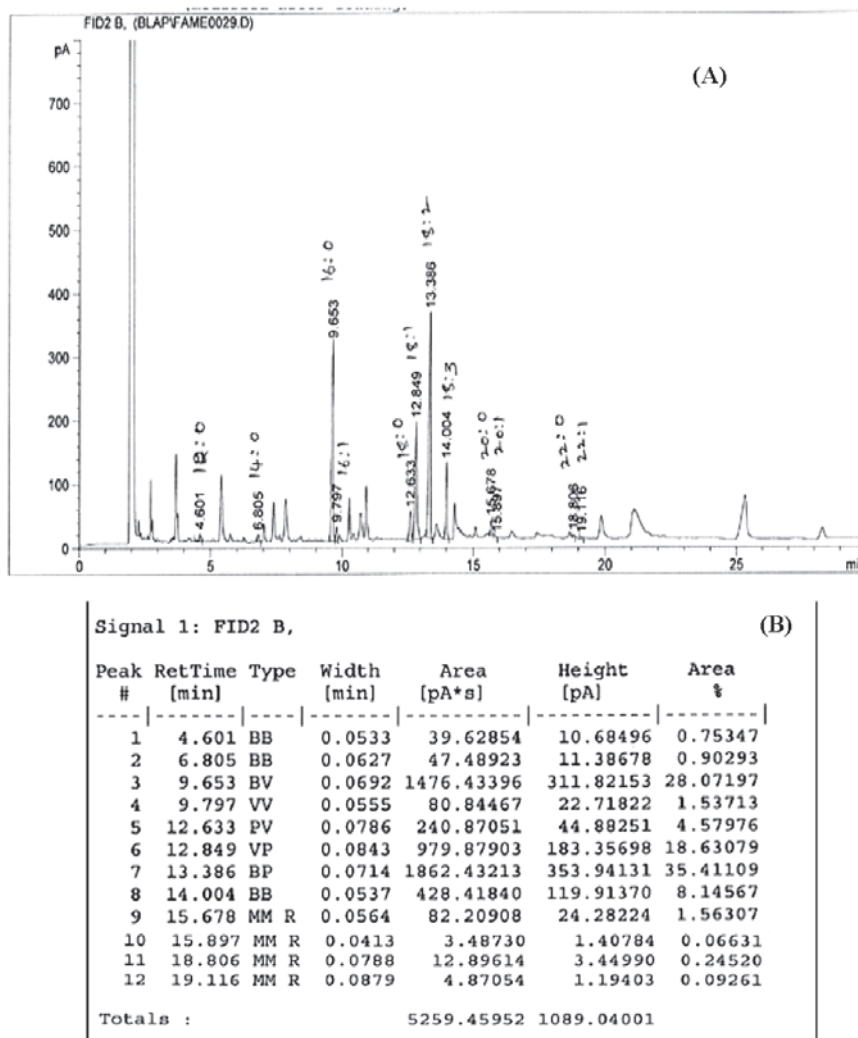 FID2 B, (BLAP\FAME0029.D)
pA
(A)
700
600
500
400
300
200
100
0
4.601
6.805 14:0
9.653 16:0
9.797 16:1
12.633 18:0
12.849 18:1
13.386 18:2
14.004 18:3
15.678 20:0
15.897 20:1
18.806 22:0
19.116 22:1
0 5 10 15 20 25
Signal 1: FID2 B,
(B)
Peak RetTime Type Width Area Height Area
# [min] [min] [pA*s] [pA] %
1 4.601 BB 0.0533 39.62854 10.68496 0.75347
2 6.805 BB 0.0627 47.48923 11.38678 0.90293
3 9.653 BV 0.0692 1476.43396 311.82153 28.07197
4 9.797 VV 0.0555 80.84467 22.71822 1.53713
5 12.633 PV 0.0786 240.87051 44.88251 4.57976
6 12.849 VP 0.0843 979.87903 183.35698 18.63079
7 13.386 BP 0.0714 1862.43213 353.94131 35.41109
8 14.004 BB 0.0537 428.41840 119.91370 8.14567
9 15.678 MM R 0.0564 82.20908 24.28224 1.56307
10 15.897 MM R 0.0413 3.48730 1.40784 0.06631
11 18.806 MM R 0.0788 12.89614 3.44990 0.24520
12 19.116 MM R 0.0879 4.87054 1.19403 0.09261
Totals : 5259.45952 1089.04001